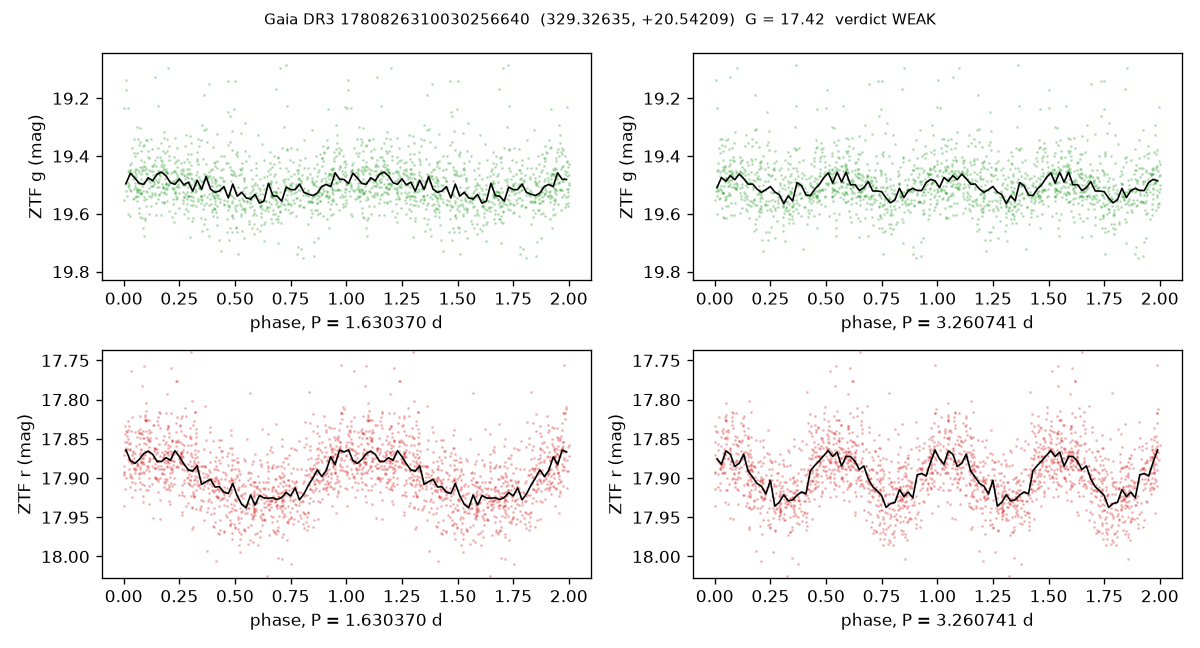 Gaia DR3 1780826310030256640 (329.32635, +20.54209) G = 17.42 verdict WEAK
ZTF g (mag)
19.2
19.4
19.6
19.8
0.00 0.25 0.50 0.75 1.00 1.25 1.50 1.75 2.00
phase, P = 1.630370 d
ZTF g (mag)
19.2
19.4
19.6
19.8
0.00 0.25 0.50 0.75 1.00 1.25 1.50 1.75 2.00
phase, P = 3.260741 d
ZTF r (mag)
17.75
17.80
17.85
17.90
17.95
18.00
0.00 0.25 0.50 0.75 1.00 1.25 1.50 1.75 2.00
phase, P = 1.630370 d
ZTF r (mag)
17.75
17.80
17.85
17.90
17.95
18.00
0.00 0.25 0.50 0.75 1.00 1.25 1.50 1.75 2.00
phase, P = 3.260741 d